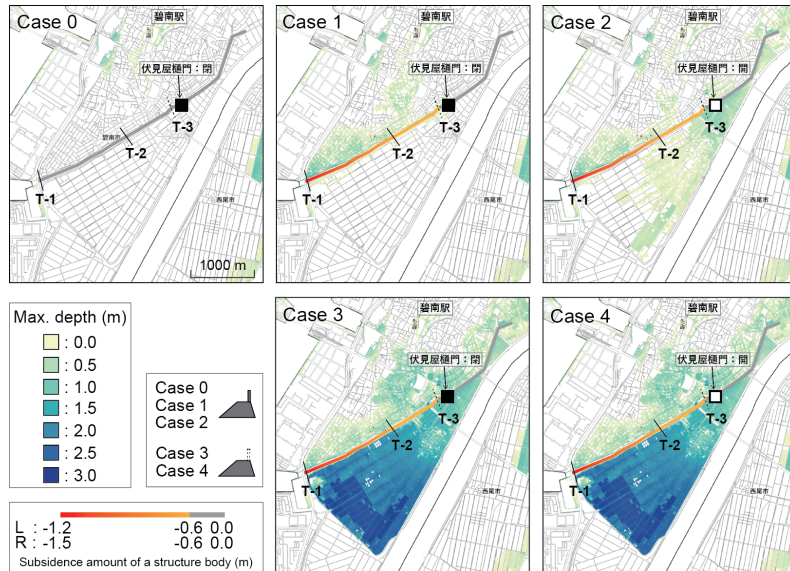 Case 0
碧南駅
伏見屋樋門：閉
碧南市
T-3
T-2
T-1
西尾市
1000 m
Case 1
碧南駅
伏見屋樋門：閉
T-3
T-2
T-1
西尾市
Case 2
碧南駅
伏見屋樋門：開
T-3
T-2
T-1
西尾市
Max. depth (m)
: 0.0
: 0.5
: 1.0
: 1.5
: 2.0
: 2.5
: 3.0
Case 0
Case 1
Case 2
Case 3
Case 4
L : -1.2 -0.6 0.0
R : -1.5 -0.6 0.0
Subsidence amount of a structure body (m)
Case 3
碧南駅
伏見屋樋門：閉
T-3
T-2
T-1
西尾市
Case 4
碧南駅
伏見屋樋門：開
T-3
T-2
T-1
西尾市